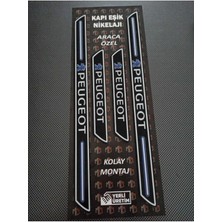 KAPI EŞİK
NİKELAJI
ARACA
ÖZEL
PEUGEOT
PEUGEOT
PEUGEOT
PEUGEOT
KOLAY
MONTAJ
YERLİ
ÜRETİM